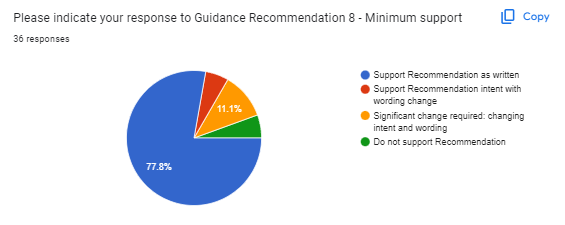 Please indicate your response to Guidance Recommendation 8 - Minimum support
Copy
36 responses
Support Recommendation as written
Support Recommendation intent with
wording change
Significant change required: changing
intent and wording
Do not support Recommendation
11.1%
77.8%